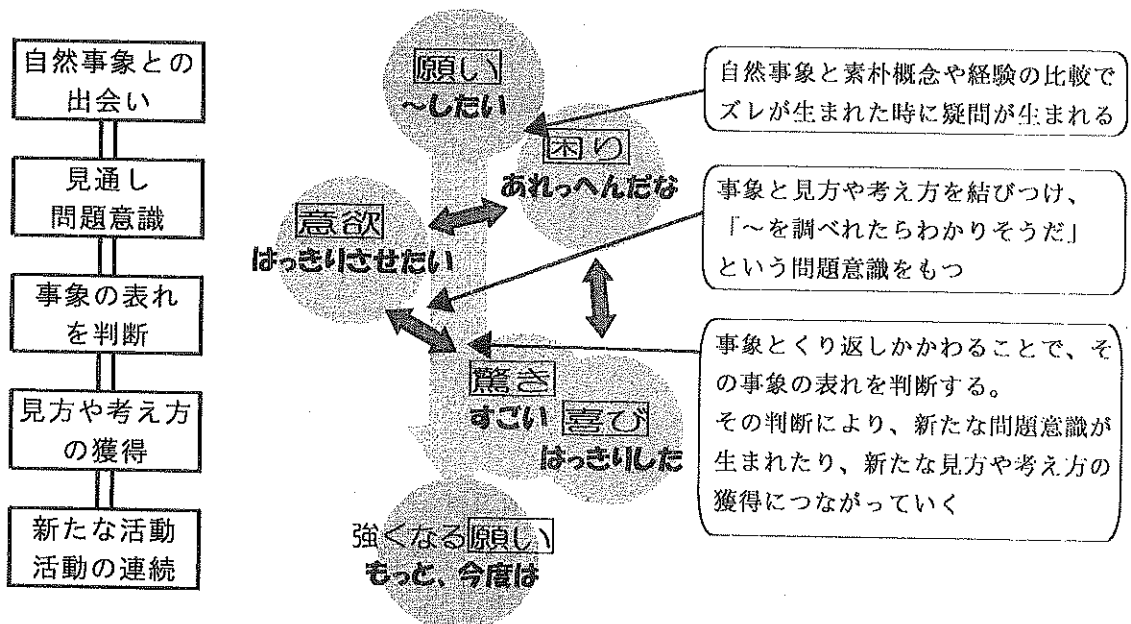 自然事象との
出会い
見通し
問題意識
事象の表れ
を判断
見方や考え方
の獲得
新たな活動
活動の連続
願い
～したい
困り
あれっへんだな
意欲
はっきりさせたい
驚き
すごい
喜び
はっきりした
強くなる願い
もっと、今度は
自然事象と素朴概念や経験の比較で
ズレが生まれた時に疑問が生まれる
事象と見方や考え方を結びつけ、
「～を調べれたらわかりそうだ」
という問題意識をもつ
事象とくり返しかかわることで、そ
の事象の表れを判断する。
その判断により、新たな問題意識が
生まれたり、新たな見方や考え方の
獲得につながっていく